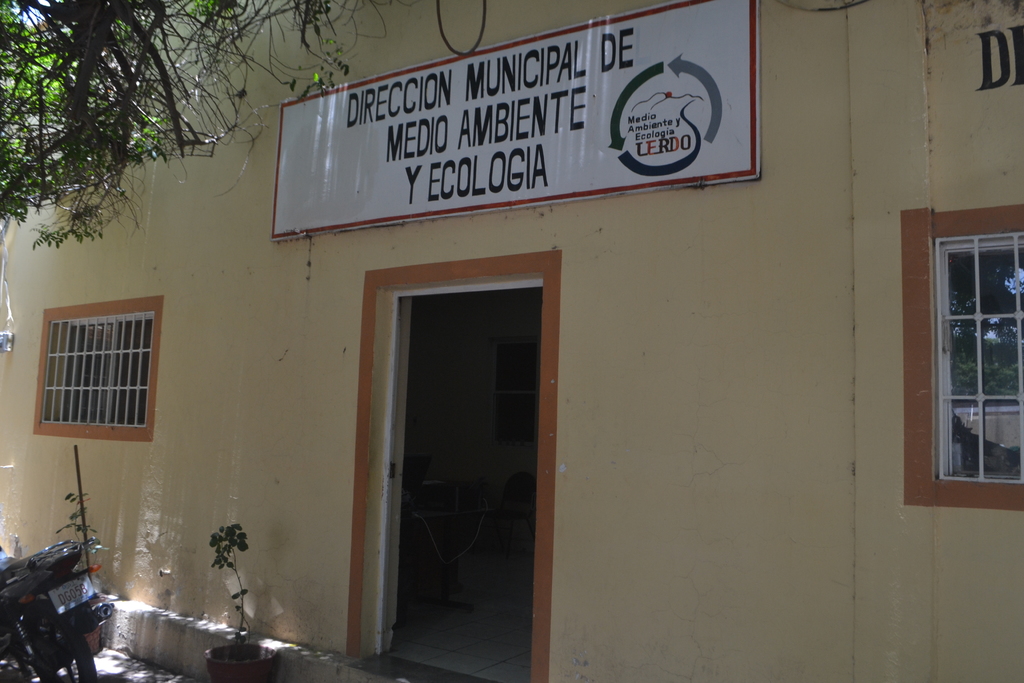 DIRECCION MUNICIPAL DE
MEDIO AMBIENTE
Y ECOLOGIA
Medio
Ambiente y
Ecología
LERDO